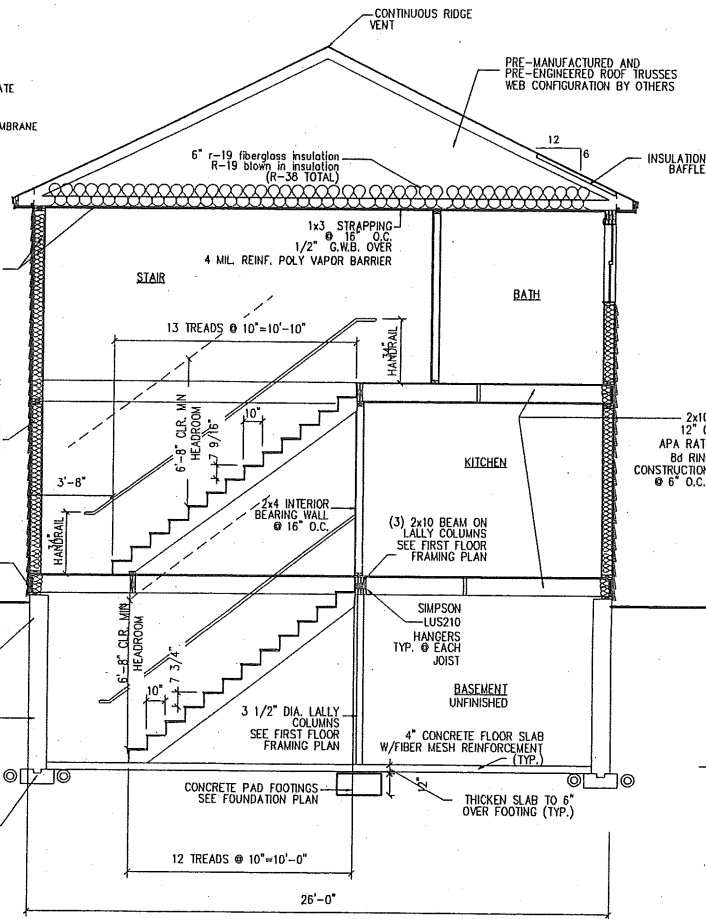 CONTINUOUS RIDGE
VENT
ATE
MBRANE
PRE-MANUFACTURED AND
PRE-ENGINEERED ROOF TRUSSES
WEB CONFIGURATION BY OTHERS
12
6
6" r-19 fiberglass insulation
R-19 blown in insulation
(R-38 TOTAL)
INSULATION
BAFFLE
1x3 STRAPPING
@ 16" O.C.
1/2" G.W.B. OVER
4 MIL. REINF. POLY VAPOR BARRIER
STAIR
BATH
13 TREADS @ 10"=10'-10"
34"
HANDRAIL
6'-8" CLR. MIN
HEADROOM
10"
7 9/16"
2x10
12" O
APA RAT
8d RIN
CONSTRUCTION
@ 6" O.C.
KITCHEN
3'-8"
2x4 INTERIOR
BEARING WALL
@ 16" O.C.
34"
HANDRAIL
(3) 2x10 BEAM ON
LALLY COLUMNS
SEE FIRST FLOOR
FRAMING PLAN
6'-8" CLR. MIN
HEADROOM
SIMPSON
LUS210
HANGERS
TYP. @ EACH
JOIST
7 3/4"
10"
BASEMENT
UNFINISHED
3 1/2" DIA. LALLY
COLUMNS
SEE FIRST FLOOR
FRAMING PLAN
4" CONCRETE FLOOR SLAB
W/FIBER MESH REINFORCEMENT
(TYP.)
CONCRETE PAD FOOTINGS
SEE FOUNDATION PLAN
12"
THICKEN SLAB TO 6"
OVER FOOTING (TYP.)
12 TREADS @ 10"=10'-0"
26'-0"